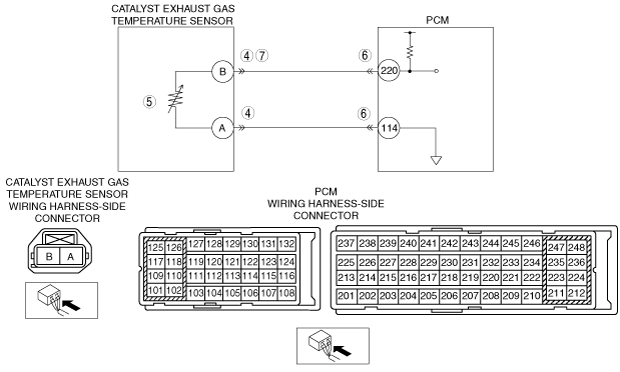 CATALYST EXHAUST GAS
TEMPERATURE SENSOR
PCM
B
4 7
6
220
5
A
4
6
114
CATALYST EXHAUST GAS
TEMPERATURE SENSOR
WIRING HARNESS-SIDE
CONNECTOR
B A
PCM
WIRING HARNESS-SIDE
CONNECTOR
125 126 127 128 129 130 131 132
117 118 119 120 121 122 123 124
109 110 111 112 113 114 115 116
101 102 103 104 105 106 107 108
237 238 239 240 241 242 243 244 245 246 247 248
225 226 227 228 229 230 231 232 233 234 235 236
213 214 215 216 217 218 219 220 221 222 223 224
201 202 203 204 205 206 207 208 209 210 211 212